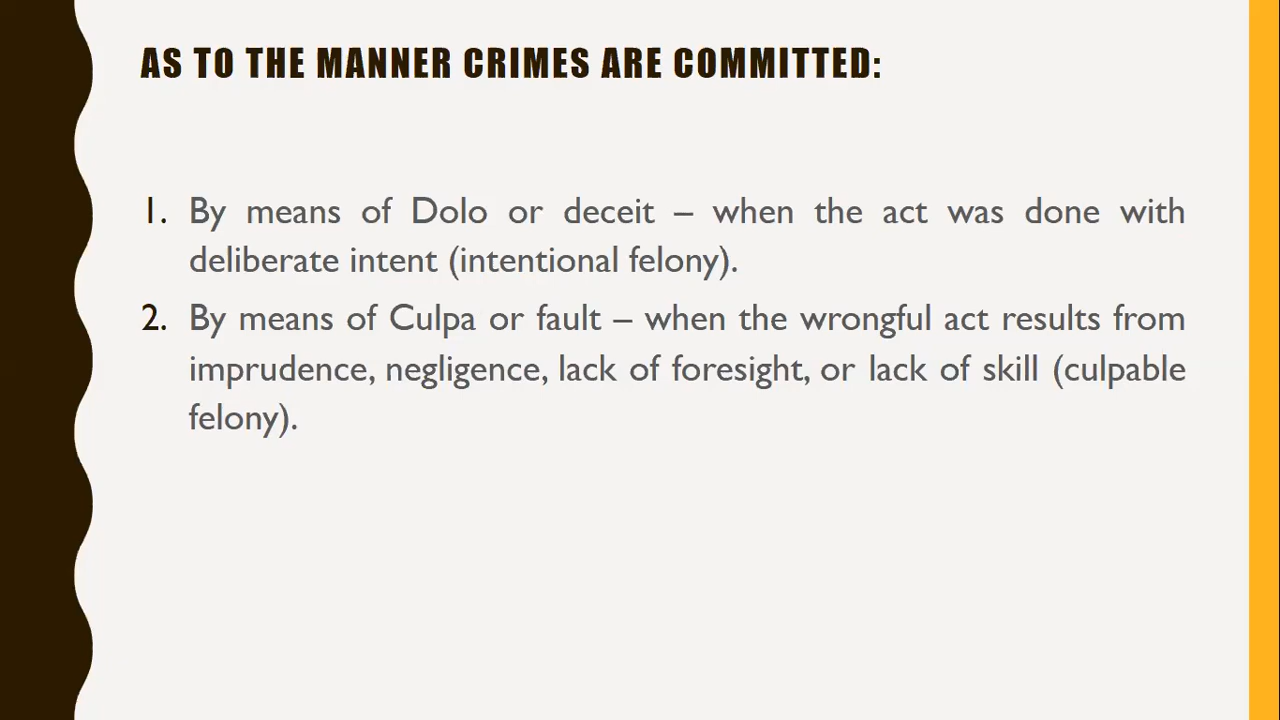 AS TO THE MANNER CRIMES ARE COMMITTED:
1. By means of Dolo or deceit – when the act was done with
deliberate intent (intentional felony).
2. By means of Culpa or fault – when the wrongful act results from
imprudence, negligence, lack of foresight, or lack of skill (culpable
felony).